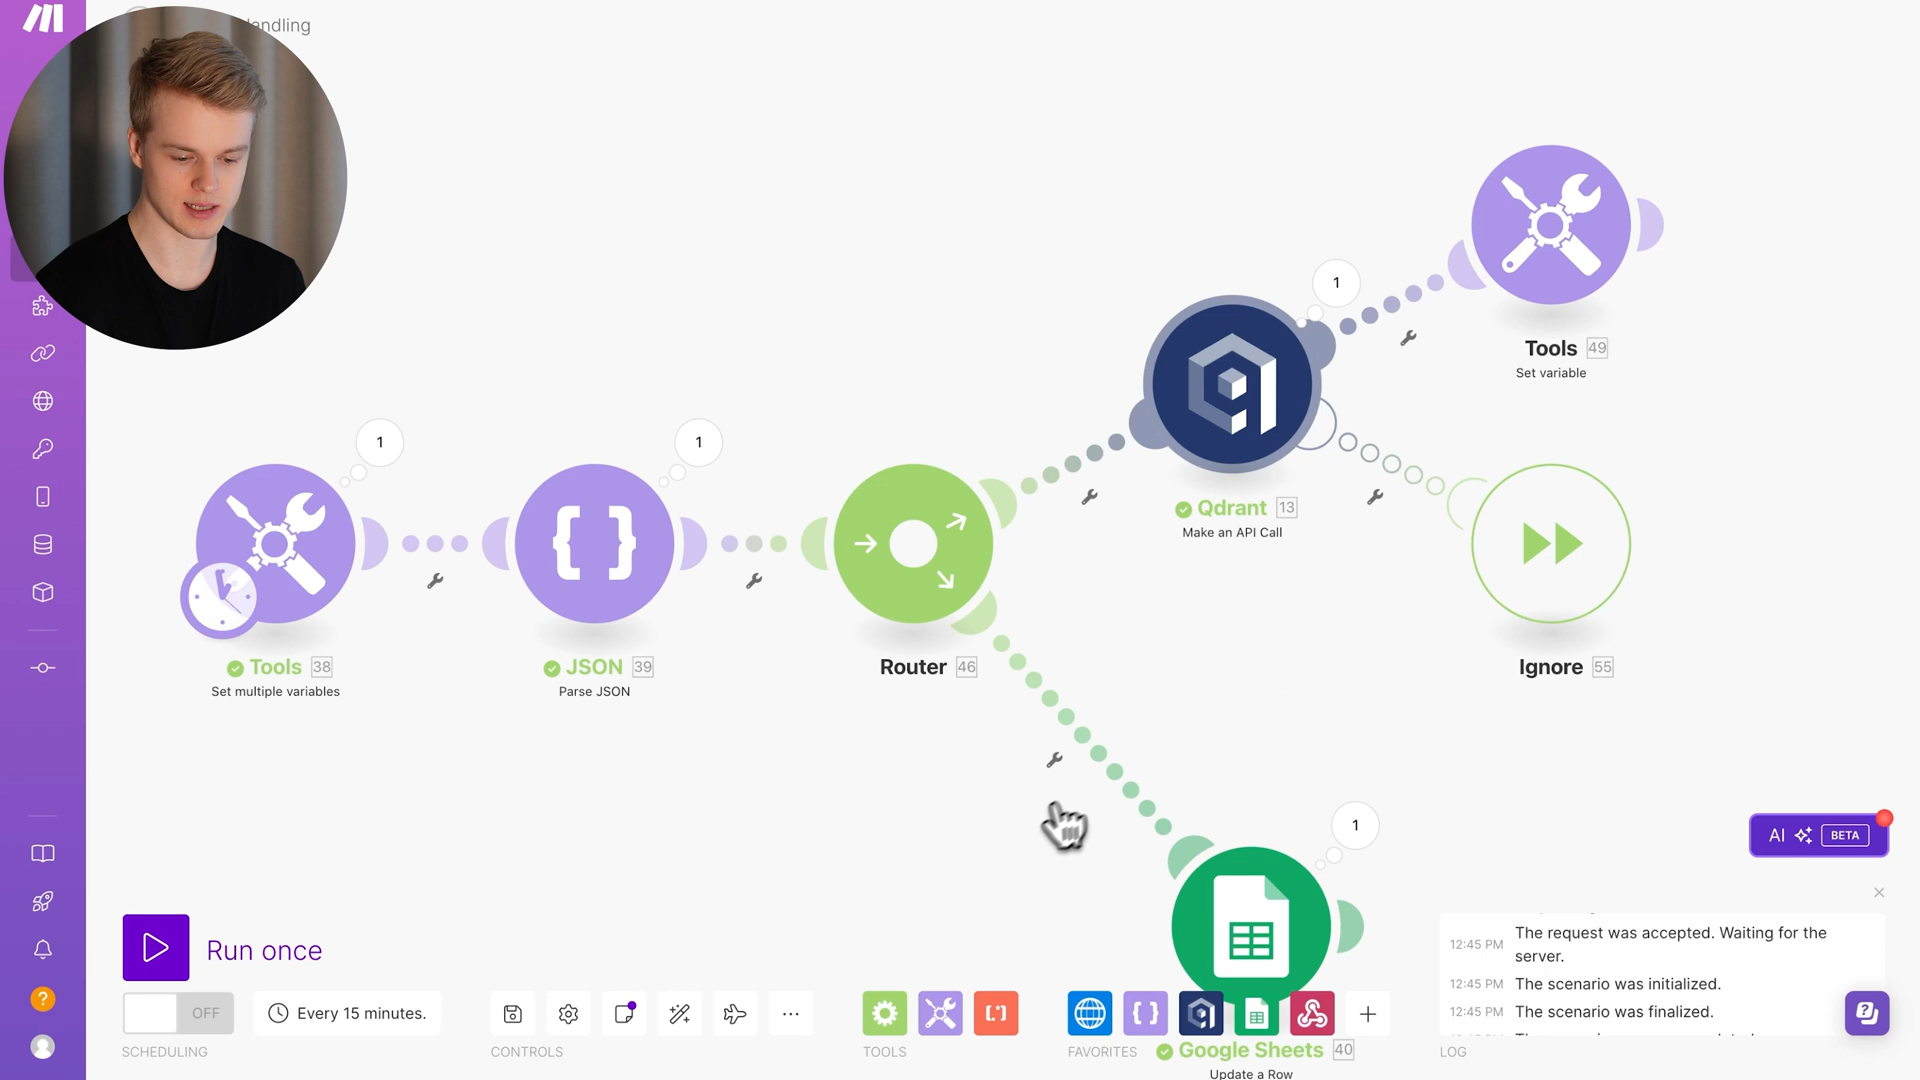 andling
1
Tools 49
Set variable
1
1
Qdrant 13
Make an API Call
Tools 38
Set multiple variables
JSON 39
Parse JSON
Router 46
Ignore 55
1
AI BETA
Run once
The request was accepted. Waiting for the
12:45 PM
server.
12:45 PM The scenario was initialized.
12:45 PM The scenario was finalized.
OFF
Every 15 minutes.
SCHEDULING
CONTROLS
TOOLS
FAVORITES
Google Sheets 40
LOG
Update a Row